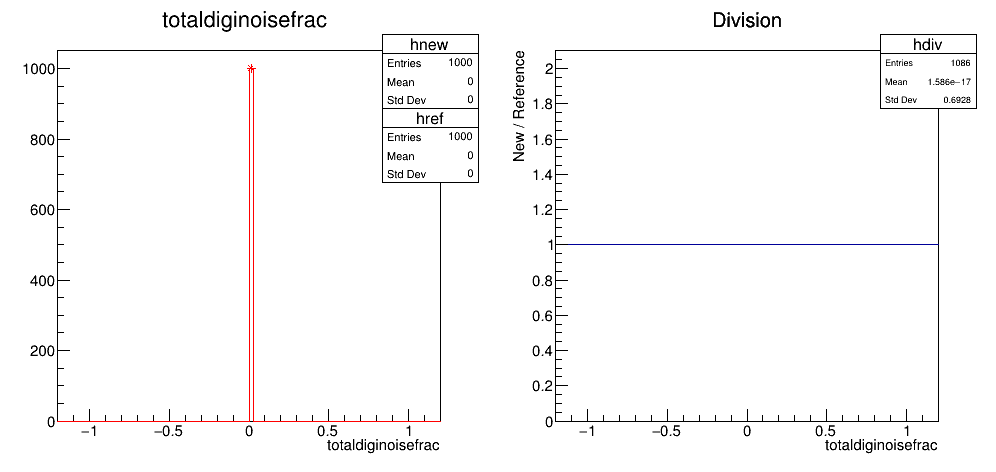 totaldiginoisefrac
hnew
Entries 1000
Mean 0
Std Dev 0
href
Entries 1000
Mean 0
Std Dev 0
1000
800
600
400
200
0
−1 −0.5 0 0.5 1
totaldiginoisefrac
Division
hdiv
Entries 1086
Mean 1.586e−17
Std Dev 0.6928
New / Reference
2
1.8
1.6
1.4
1.2
1
0.8
0.6
0.4
0.2
0
−1 −0.5 0 0.5 1
totaldiginoisefrac